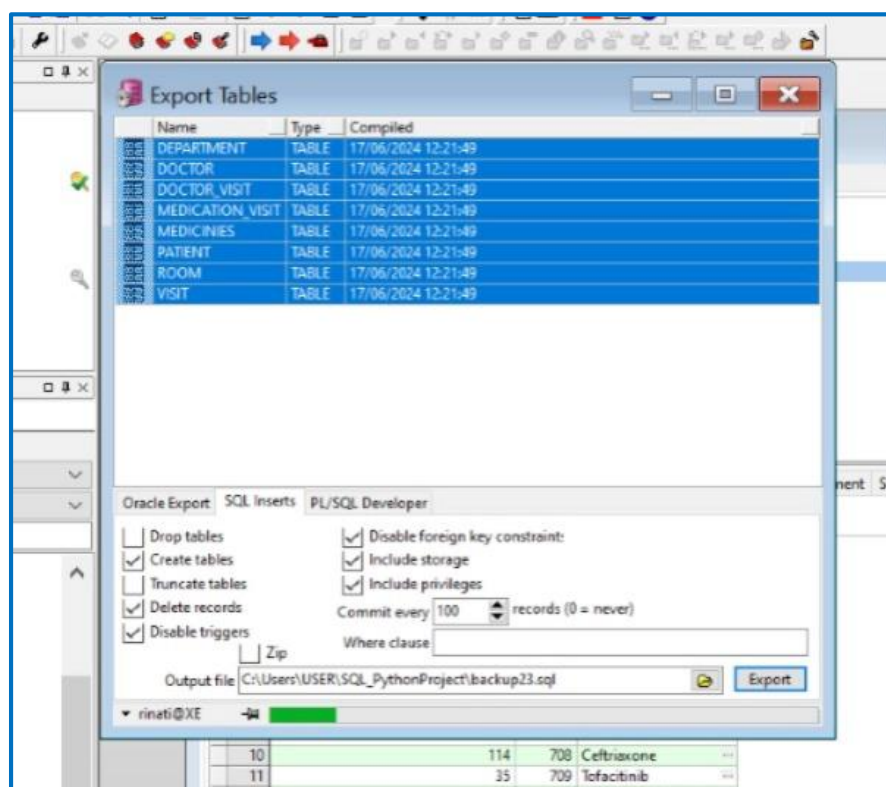 Export Tables
Name Type Compiled
DEPARTMENT TABLE 17/06/2024 12:21:49
DOCTOR TABLE 17/06/2024 12:21:49
DOCTOR_VISIT TABLE 17/06/2024 12:21:49
MEDICATION_VISIT TABLE 17/06/2024 12:21:49
MEDICINIES TABLE 17/06/2024 12:21:49
PATIENT TABLE 17/06/2024 12:21:49
ROOM TABLE 17/06/2024 12:21:49
VISIT TABLE 17/06/2024 12:21:49
Oracle Export SQL Inserts PL/SQL Developer
Drop tables Disable foreign key constraint:
Create tables Include storage
Truncate tables Include privileges
Delete records Commit every 100 records (0 = never)
Disable triggers
Zip Where clause
Output file C:\Users\USER\SQL_PythonProject\backup23.sql Export
rinati@XE
10 114 708 Ceftriaxone
11 35 709 Tofacitinib